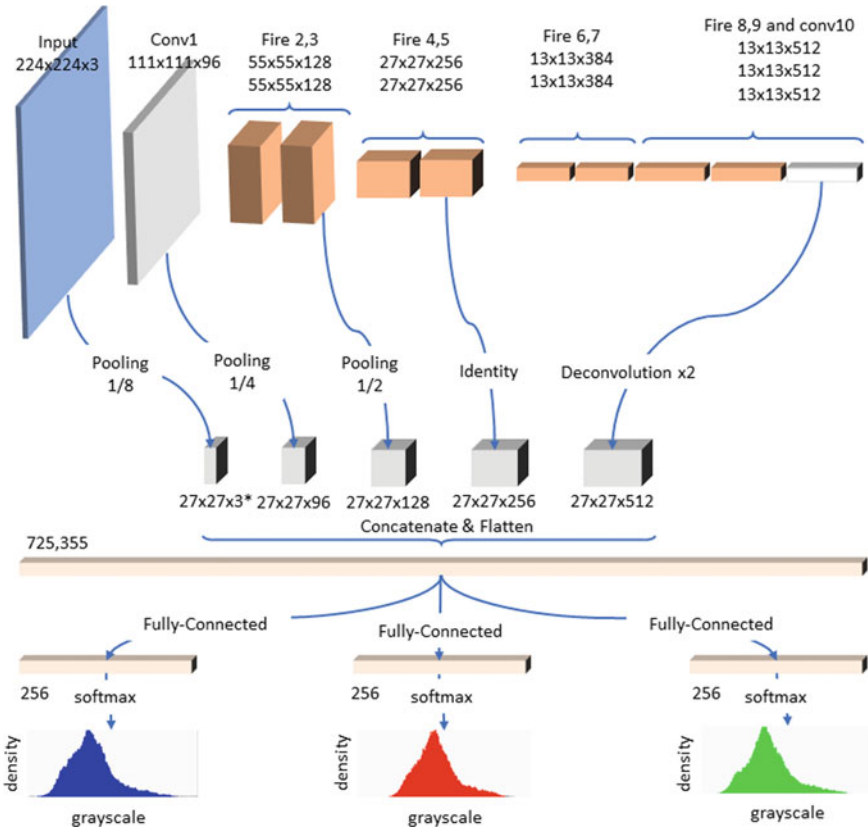 Input
224x224x3
Conv1
111x111x96
Fire 2,3
55x55x128
55x55x128
Fire 4,5
27x27x256
27x27x256
Fire 6,7
13x13x384
13x13x384
Fire 8,9 and conv10
13x13x512
13x13x512
13x13x512
Pooling
1/8
Pooling
1/4
Pooling
1/2
Identity
Deconvolution x2
27x27x3*
27x27x96
27x27x128
27x27x256
27x27x512
Concatenate & Flatten
725,355
Fully-Connected
Fully-Connected
Fully-Connected
256
softmax
256
softmax
256
softmax
density
grayscale
density
grayscale
density
grayscale